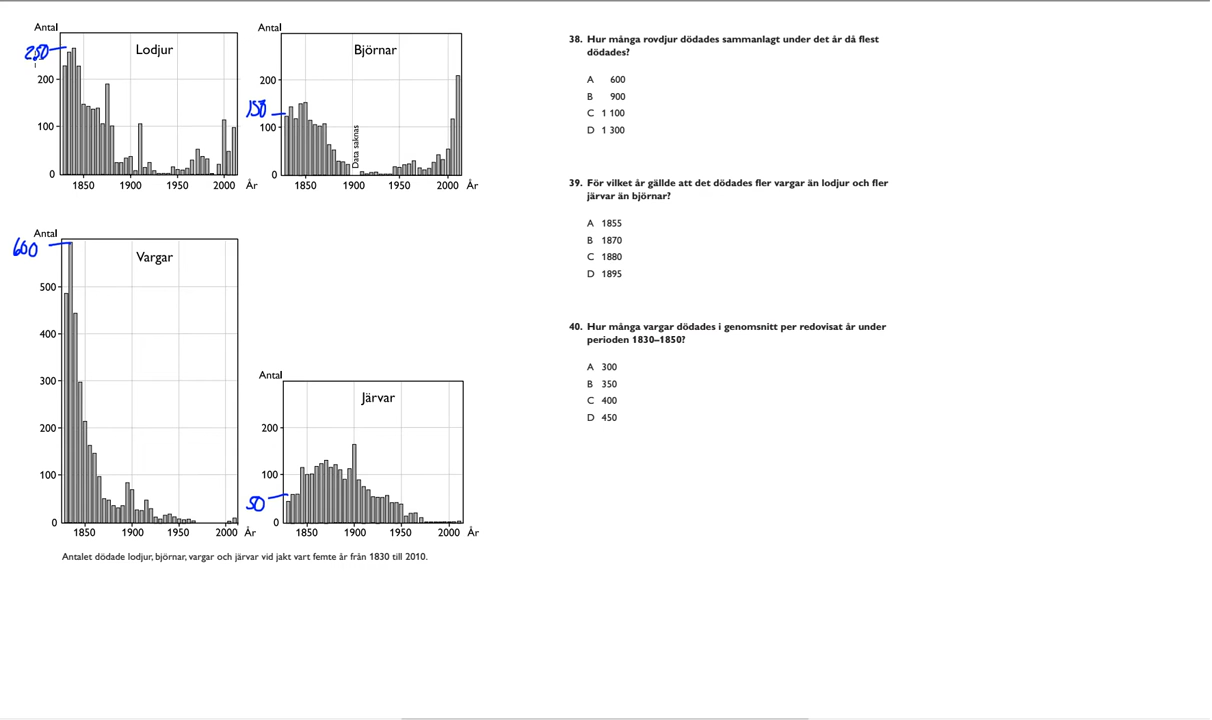 Antal
Lodjur
250
200
100
0
1850
1900
1950
2000
År
Antal
Björnar
200
150
100
0
Data saknas
1850
1900
1950
2000
År
Antal
Vargar
600
500
400
300
200
100
0
1850
1900
1950
2000
År
Antal
Järvar
200
100
50
0
1850
1900
1950
2000
År
Antalet dödade lodjur, björnar, vargar och järvar vid jakt vart femte år från 1830 till 2010.
38. Hur många rovdjur dödades sammanlagt under det år då flest
dödades?
A 600
B 900
C 1 100
D 1 300
39. För vilket år gällde att det dödades fler vargar än lodjur och fler
järvar än björnar?
A 1855
B 1870
C 1880
D 1895
40. Hur många vargar dödades i genomsnitt per redovisat år under
perioden 1830–1850?
A 300
B 350
C 400
D 450